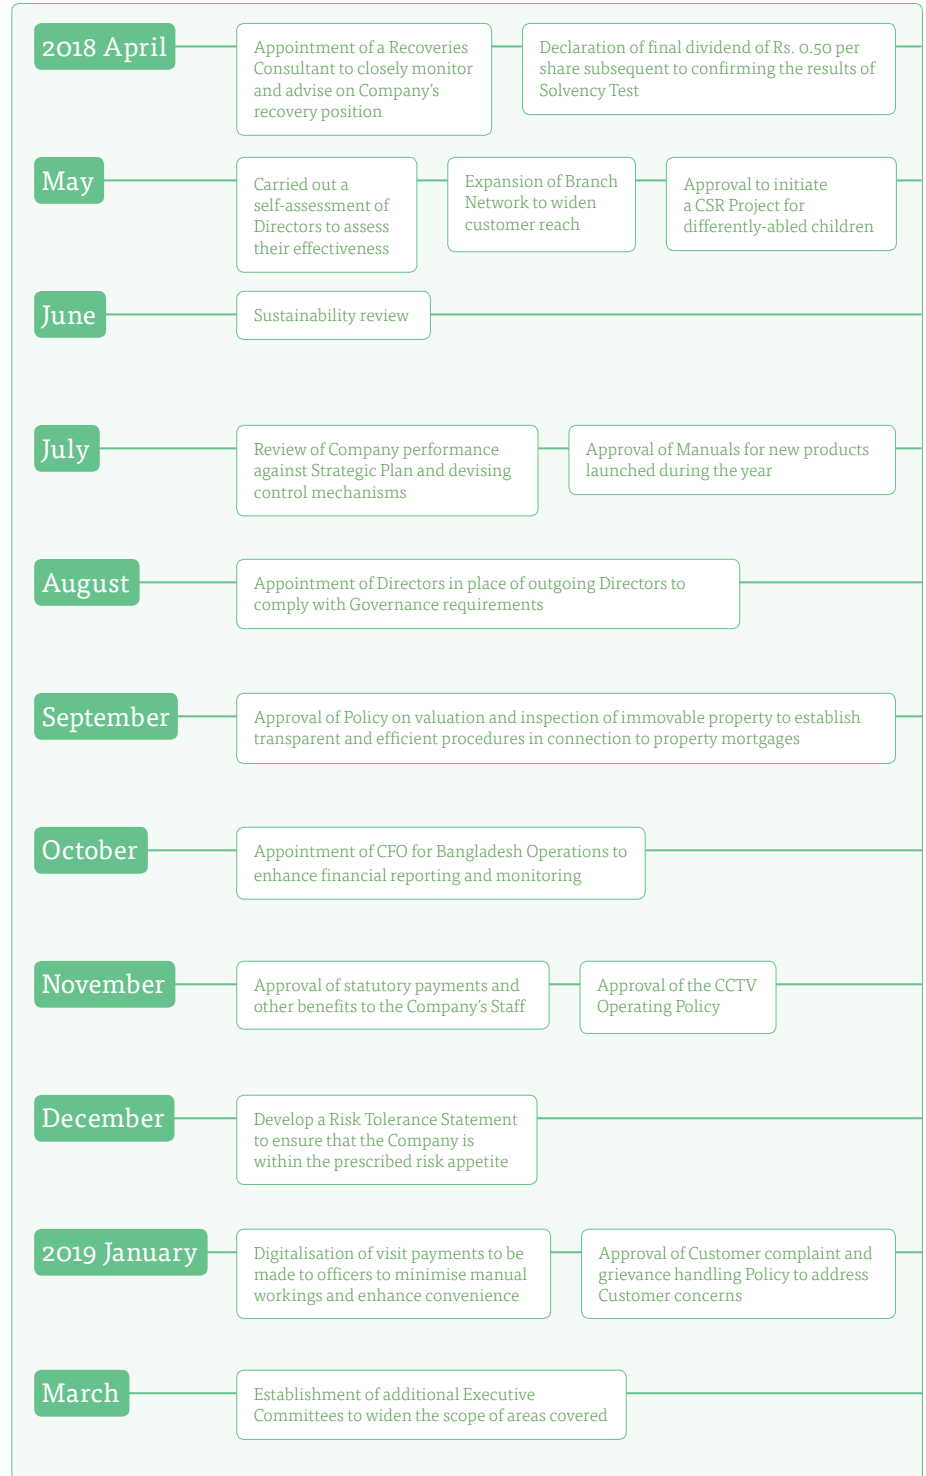 2018 April
Appointment of a Recoveries
Consultant to closely monitor
and advise on Company's
recovery position
Declaration of final dividend of Rs. 0.50 per
share subsequent to confirming the results of
Solvency Test
May
Carried out a
self-assessment of
Directors to assess
their effectiveness
Expansion of Branch
Network to widen
customer reach
Approval to initiate
a CSR Project for
differently-abled children
June
Sustainability review
July
Review of Company performance
against Strategic Plan and devising
control mechanisms
Approval of Manuals for new products
launched during the year
August
Appointment of Directors in place of outgoing Directors to
comply with Governance requirements
September
Approval of Policy on valuation and inspection of immovable property to establish
transparent and efficient procedures in connection to property mortgages
October
Appointment of CFO for Bangladesh Operations to
enhance financial reporting and monitoring
November
Approval of statutory payments and
other benefits to the Company's Staff
Approval of the CCTV
Operating Policy
December
Develop a Risk Tolerance Statement
to ensure that the Company is
within the prescribed risk appetite
2019 January
Digitalisation of visit payments to be
made to officers to minimise manual
workings and enhance convenience
Approval of Customer complaint and
grievance handling Policy to address
Customer concerns
March
Establishment of additional Executive
Committees to widen the scope of areas covered